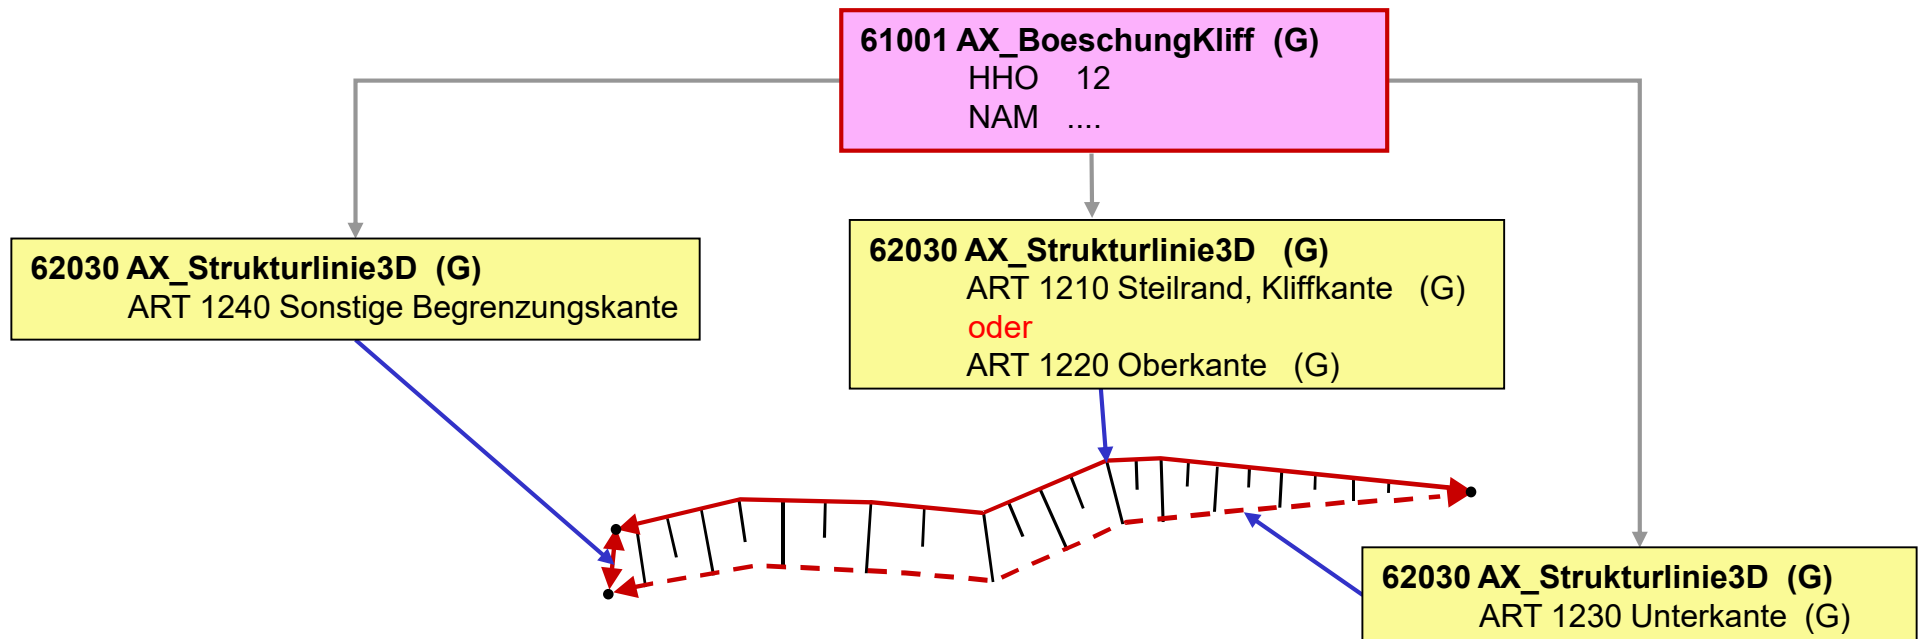 61001 AX_BoeschungKliff (G)
HHO 12
NAM ....
62030 AX_Strukturlinie3D (G)
ART 1240 Sonstige Begrenzungskante
62030 AX_Strukturlinie3D (G)
ART 1210 Steilrand, Kliffkante (G)
oder
ART 1220 Oberkante (G)
62030 AX_Strukturlinie3D (G)
ART 1230 Unterkante (G)